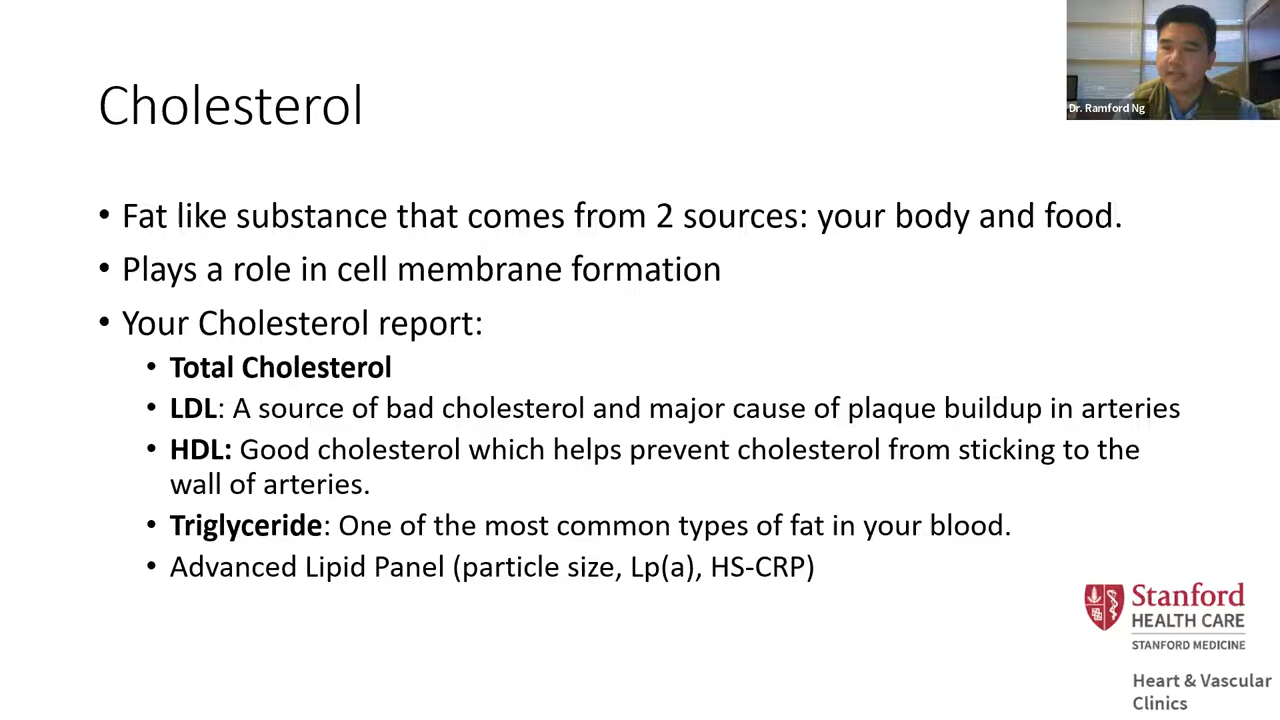 Dr. Ramford Ng
Cholesterol
• Fat like substance that comes from 2 sources: your body and food.
• Plays a role in cell membrane formation
• Your Cholesterol report:
• Total Cholesterol
• LDL: A source of bad cholesterol and major cause of plaque buildup in arteries
• HDL: Good cholesterol which helps prevent cholesterol from sticking to the
wall of arteries.
• Triglyceride: One of the most common types of fat in your blood.
• Advanced Lipid Panel (particle size, Lp(a), HS-CRP)
Stanford
HEALTH CARE
STANFORD MEDICINE
Heart & Vascular
Clinics